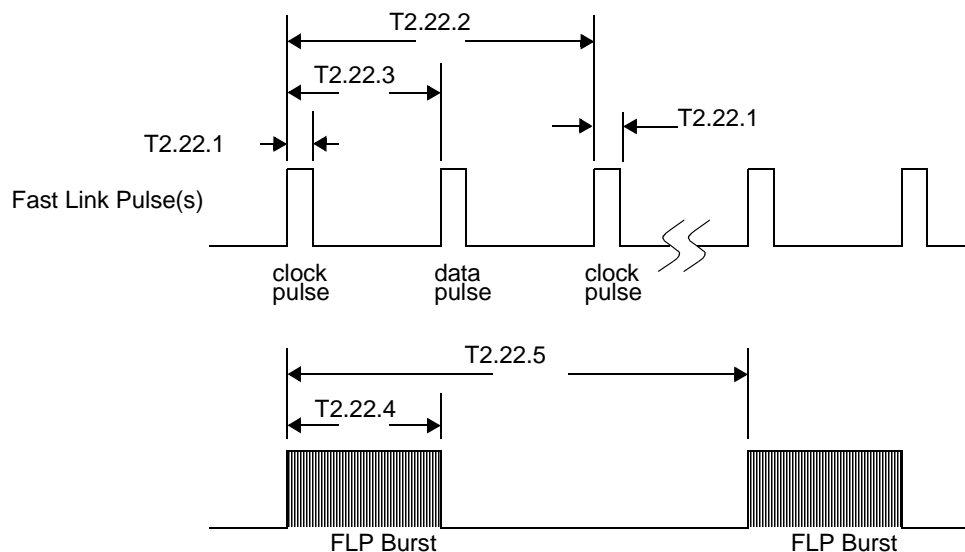 T2.22.2
T2.22.3
T2.22.1
T2.22.1
Fast Link Pulse(s)
clock
pulse
data
pulse
clock
pulse
T2.22.5
T2.22.4
FLP Burst
FLP Burst